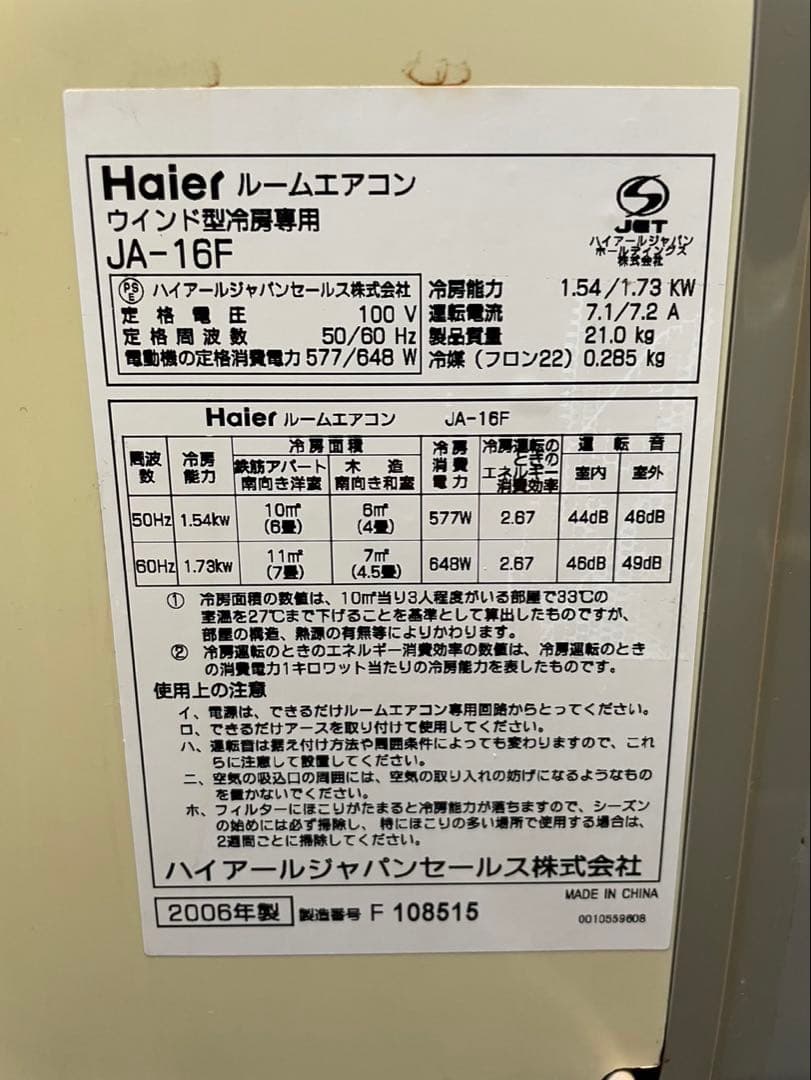 Haier ルームエアコン
ウインド型冷房専用
JA-16F
JET
ハイアールジャパン
ホールディングス
株式会社
PSE ハイアールジャパンセールス株式会社
定格電圧 100 V
定格周波数 50/60 Hz
電動機の定格消費電力 577/648 W
冷房能力 1.54/1.73 KW
運転電流 7.1/7.2 A
製品質量 21.0 kg
冷媒（フロン22）0.285 kg
Haier ルームエアコン JA-16F
周波数 冷房能力 冷房面積 冷房消費電力 冷房運転のときのエネルギー消費効率 運転音
鉄筋アパート南向き洋室 木造南向き和室 室内 室外
50Hz 1.54kw 10㎡(6畳) 6㎡(4畳) 577W 2.67 44dB 46dB
60Hz 1.73kw 11㎡(7畳) 7㎡(4.5畳) 648W 2.67 46dB 49dB
① 冷房面積の数値は、10㎡当り3人程度がいる部屋で33℃の
室温を27℃まで下げることを基準として算出したものですが、
部屋の構造、熱源の有無等によりかわります。
② 冷房運転のときのエネルギー消費効率の数値は、冷房運転のとき
の消費電力1キロワット当たりの冷房能力を表したものです。
使用上の注意
イ、電源は、できるだけルームエアコン専用回路からとってください。
ロ、できるだけアースを取り付けて使用してください。
ハ、運転音は据え付け方法や周囲条件によっても変わりますので、これ
らに注意して設置してください。
二、空気の吸込口の周囲には、空気の取り入れの妨げになるようなもの
を置かないでください。
ホ、フィルターにほこりがたまると冷房能力が落ちますので、シーズン
の始めには必ず掃除し、特にほこりの多い場所で使用する場合は、
2週間ごとに掃除してください。
ハイアールジャパンセールス株式会社
MADE IN CHINA
2006年製 製造番号 F 108515
0010559608